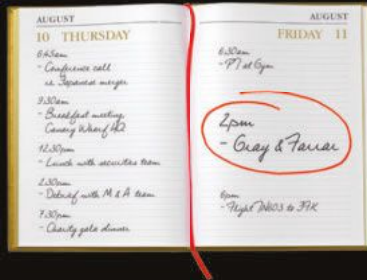 AUGUST
10 THURSDAY
6:45am
- Conference call
re Japanese merger
9:30am
- Breakfast meeting,
Canary Wharf HQ
12:30pm
- Lunch with securities team
2:30pm
- Debrief with M & A team
7:30pm
- Charity gala dinner
AUGUST
FRIDAY 11
6:30am
- PT at Gym
2pm
- Gray & Farrar
6pm
- Flight to JFK